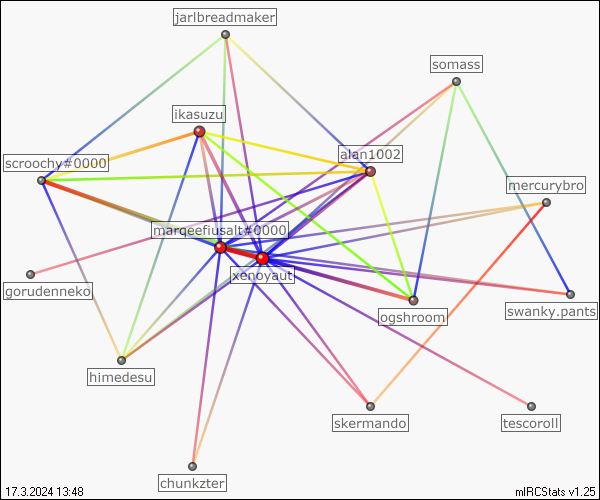 jarlbreadmaker
somass
ikasuzu
alan1002
scroochy#0000
mercurybro
marqeefiusalt#0000
xenoyaut
gorudenneko
swanky.pants
ogshroom
himedesu
skermando
tescoroll
chunkzter
17.3.2024 13:48
mIRCStats v1.25